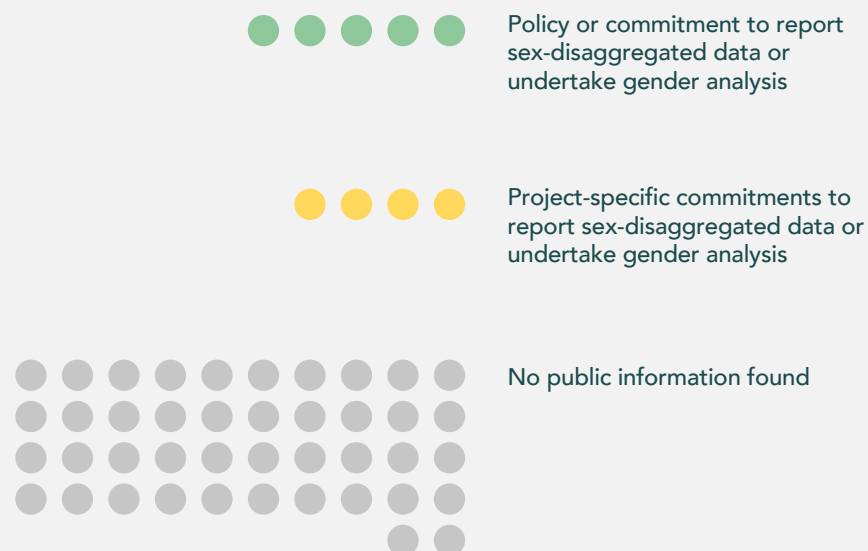 Policy or commitment to report
sex-disaggregated data or
undertake gender analysis
Project-specific commitments to
report sex-disaggregated data or
undertake gender analysis
No public information found